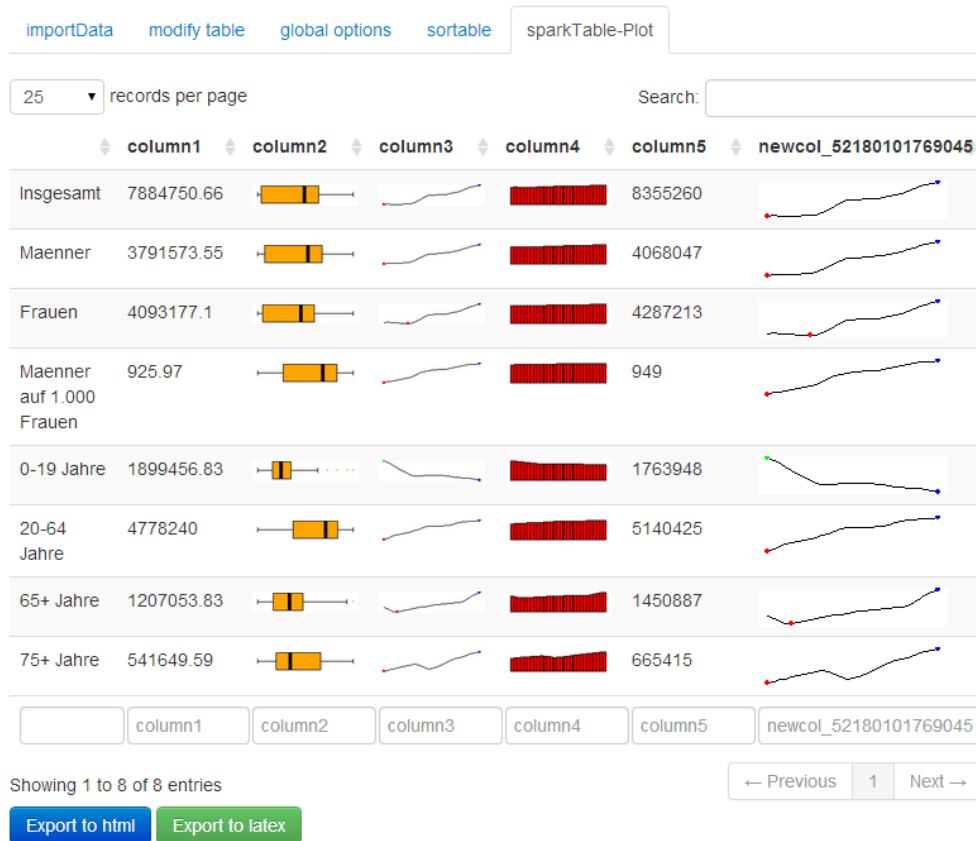 importData modify table global options sortable sparkTable-Plot
25 records per page Search:
column1 column2 column3 column4 column5 newcol_52180101769045
Insgesamt 7884750.66 8355260
Maenner 3791573.55 4068047
Frauen 4093177.1 4287213
Maenner 925.97 949
auf 1.000
Frauen
0-19 Jahre 1899456.83 1763948
20-64 4778240 5140425
Jahre
65+ Jahre 1207053.83 1450887
75+ Jahre 541649.59 665415
column1 column2 column3 column4 column5 newcol_52180101769045
Showing 1 to 8 of 8 entries
← Previous 1 Next →
Export to html Export to latex